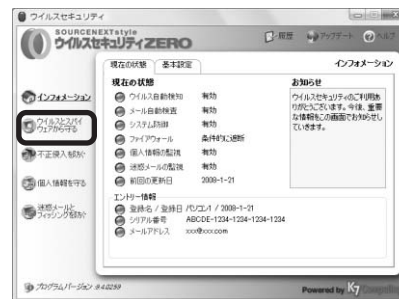 ウイルスセキュリティ
SOURCENEXTstyle
ウイルスセキュリティZERO
履歴 アップデート ヘルプ
現在の状態 基本設定 インフォメーション
インフォメーション
ウイルスとスパイ
ウェアから守る
不正侵入を防ぐ
個人情報を守る
迷惑メールと
フィッシングを防ぐ
現在の状態
ウイルス自動検知 有効
メール自動検査 有効
システム防御 有効
ファイアウォール 条件的に遮断
個人情報の監視 有効
迷惑メールの監視 有効
前回の更新日 2008-1-21
エントリー情報
登録名 / 登録日 パソコン1 / 2008-1-21
シリアル番号 ABCDE-1234-1234-1234-1234
メールアドレス
お知らせ
ウイルスセキュリティのご利用あ
りがとうございます。今後、重要
な情報をこの画面でお知らせし
ていきます。
プログラムバージョン
Powered by K7